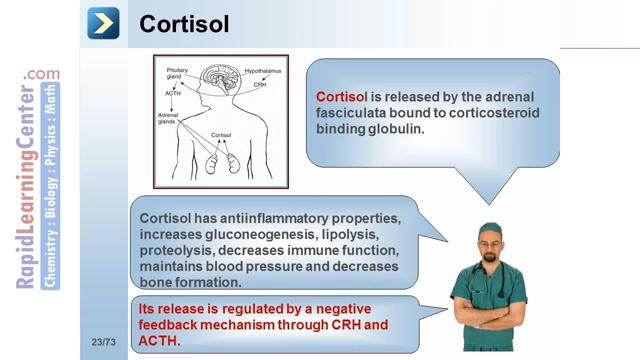 Cortisol
RapidLearningCenter.com
Chemistry : Biology : Physics : Math
Pituitary
gland
Hypothalamus
CRH
ACTH
Adrenal
glands
Cortisol
Cortisol is released by the adrenal
fasciculata bound to corticosteroid
binding globulin.
Cortisol has antiinflammatory properties,
increases gluconeogenesis, lipolysis,
proteolysis, decreases immune function,
maintains blood pressure and decreases
bone formation.
Its release is regulated by a negative
feedback mechanism through CRH and
ACTH.
23/73